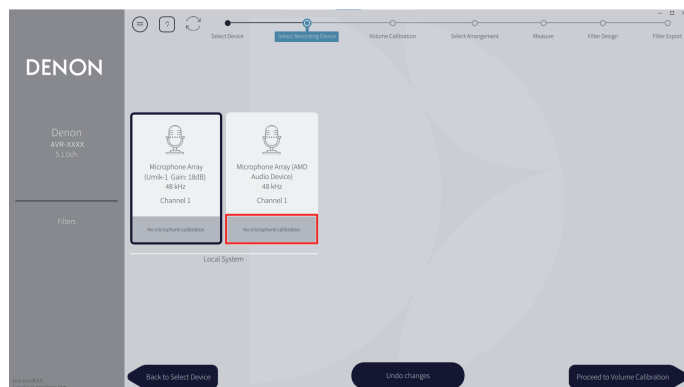 ?
Select Device
Select Recording Device
Volume Calibration
Select Arrangement
Measure
Filter Design
Filter Export
DENON
Denon
AVR-XXXX
5.1.0ch
Filters
Microphone Array
(Umik-1 Gain: 18dB)
48 kHz
Channel 1
No microphone calibration
Microphone Array (AMD
Audio Device)
48 kHz
Channel 1
No microphone calibration
Local System
Back to Select Device
Undo changes
Proceed to Volume Calibration